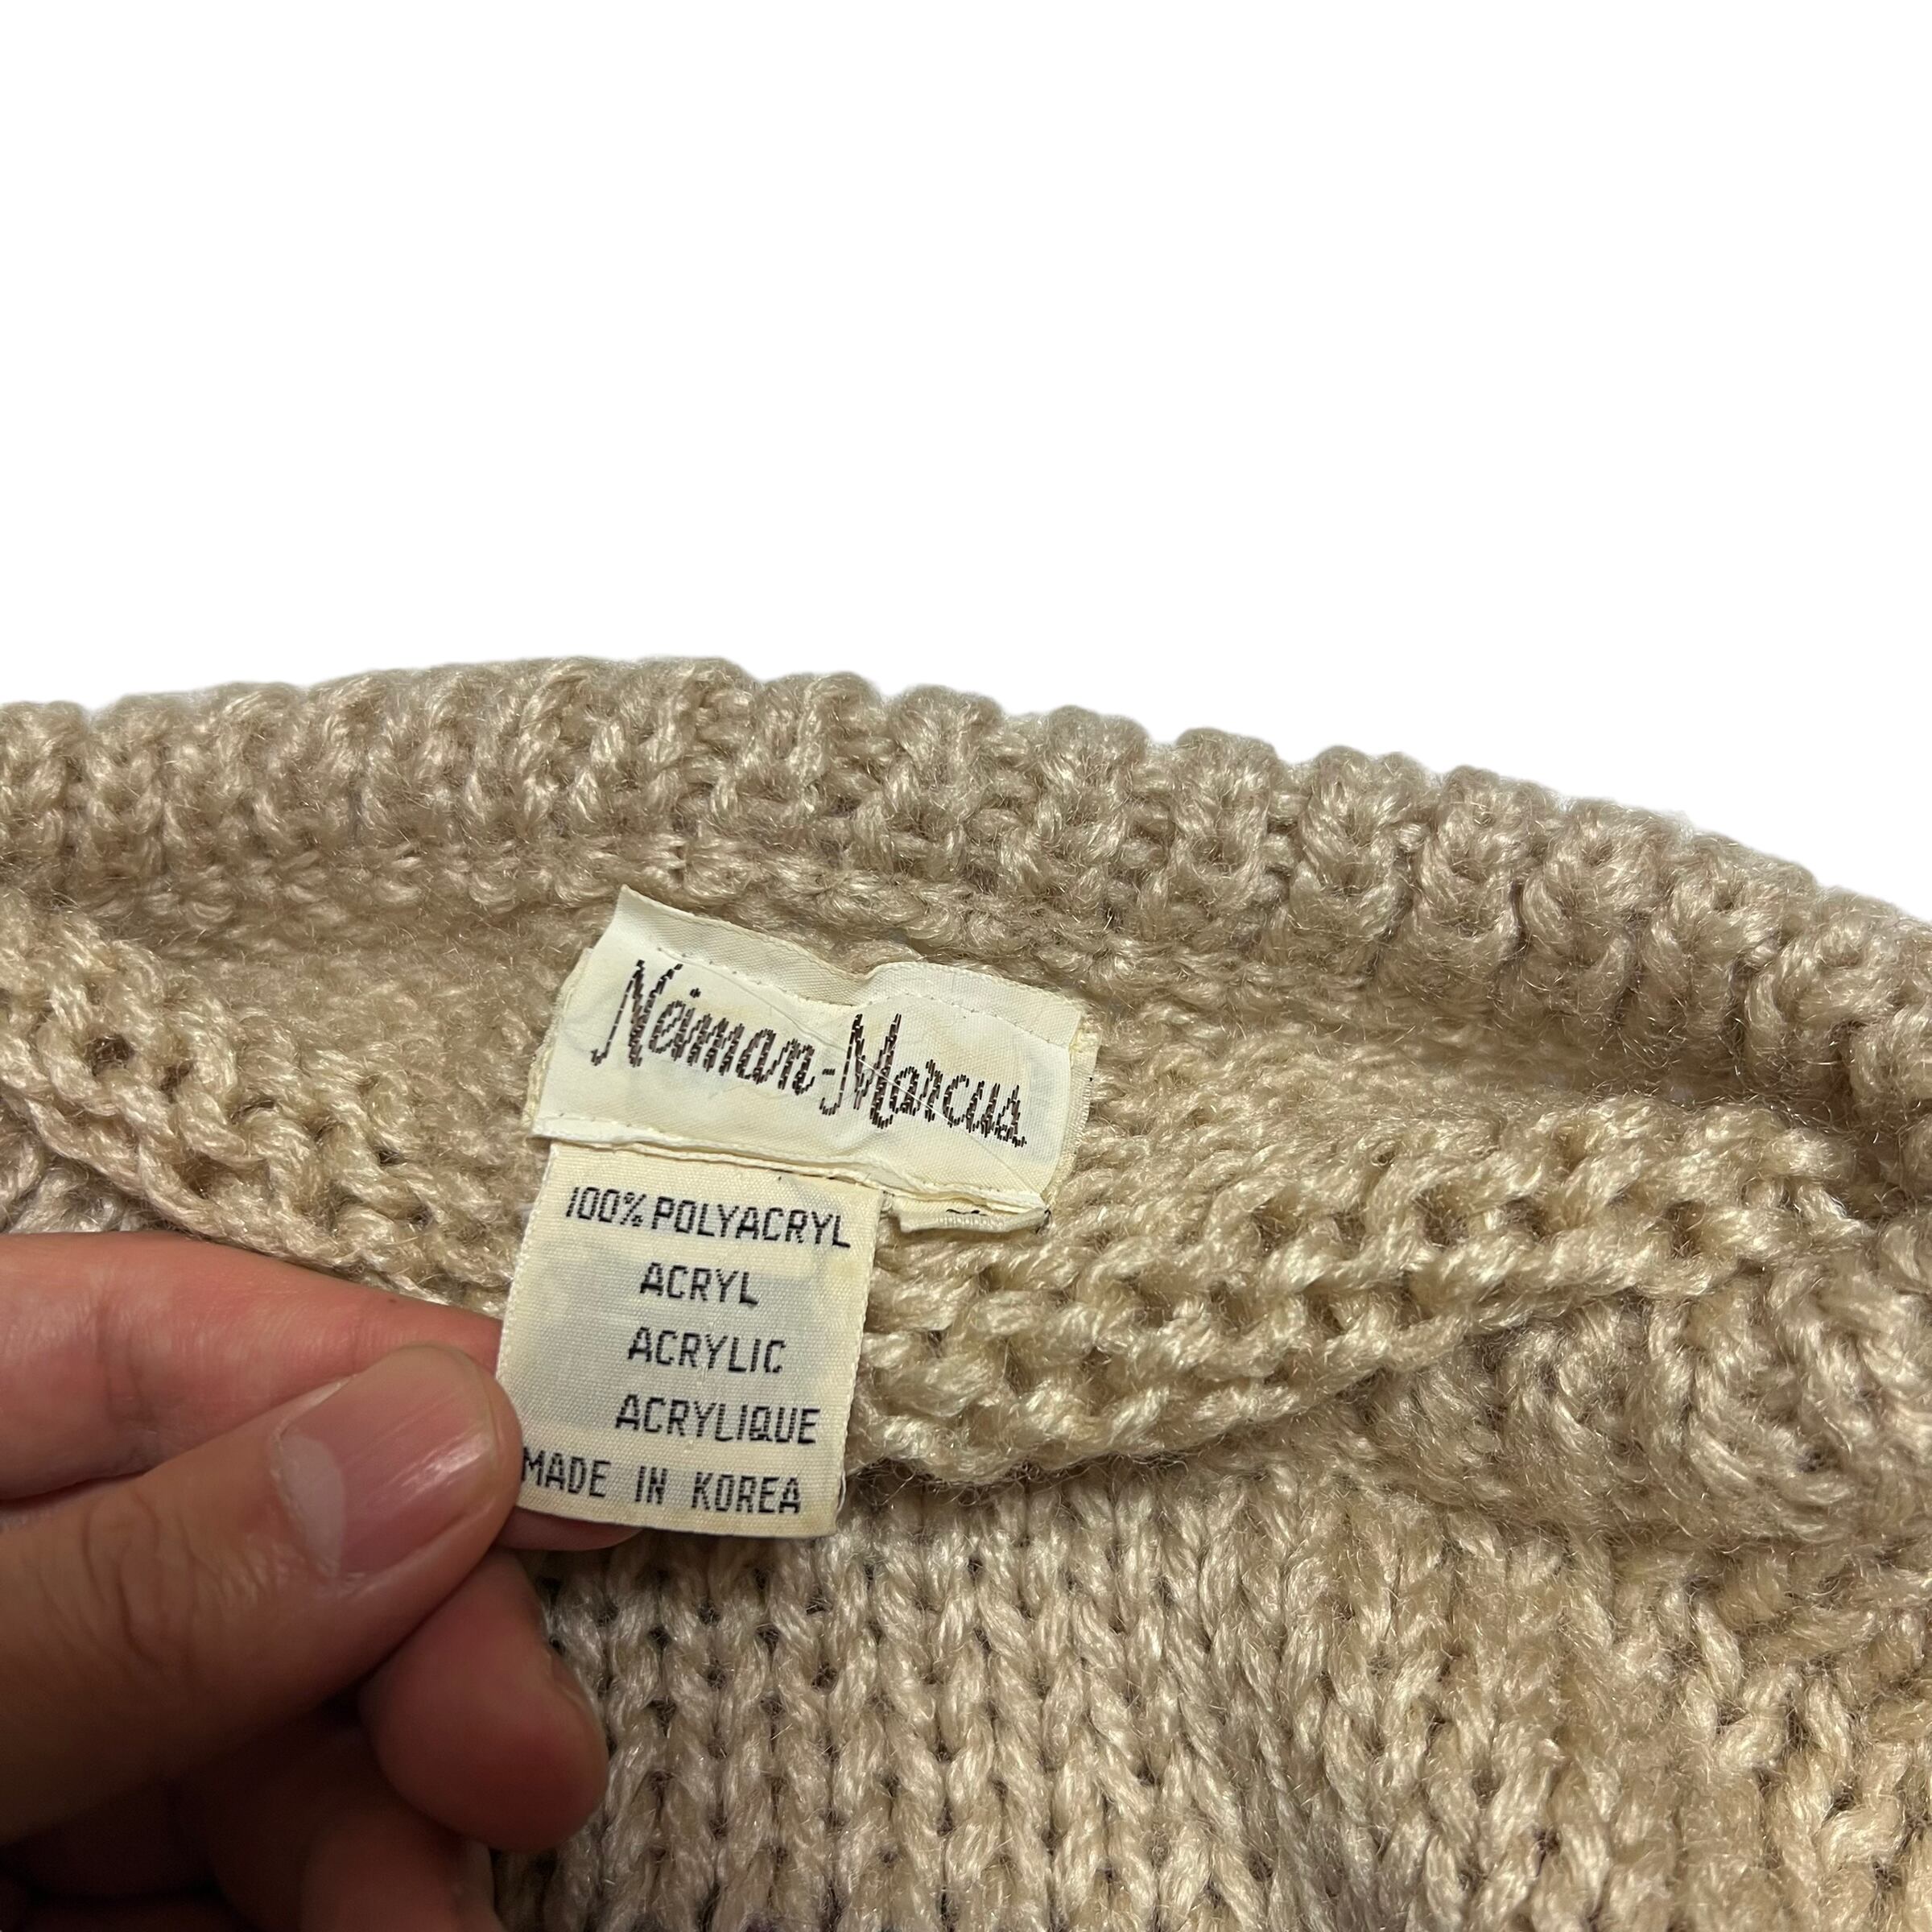 Neiman-Marcus
100% POLYACRYL
ACRYL
ACRYLIC
ACRYLIQUE
MADE IN KOREA